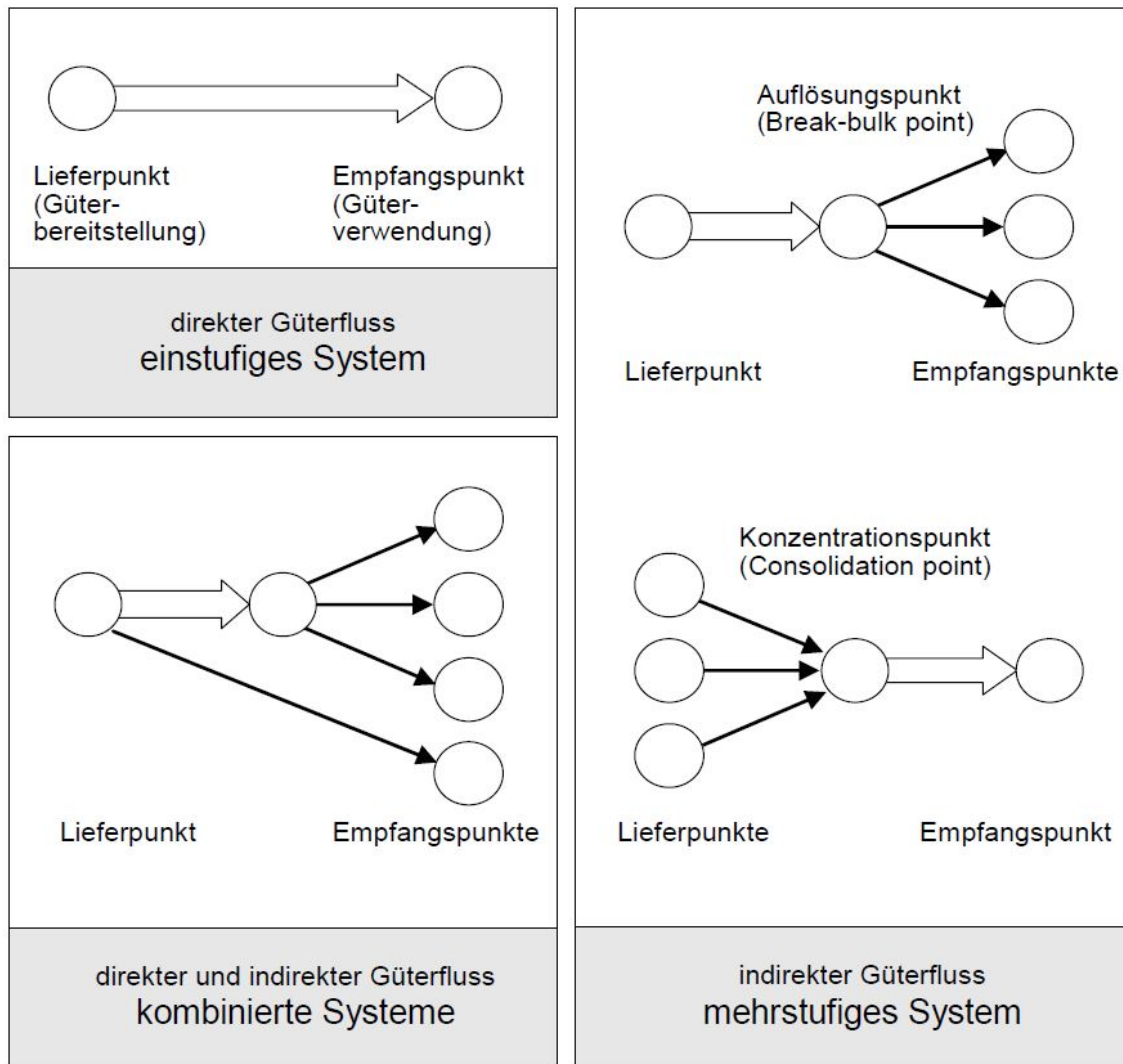 Lieferpunkt
(Güter-
bereitstellung)
Empfangspunkt
(Güter-
verwendung)
direkter Güterfluss
einstufiges System
Lieferpunkt
Empfangspunkte
direkter und indirekter Güterfluss
kombinierte Systeme
Auflösungspunkt
(Break-bulk point)
Lieferpunkt
Empfangspunkte
Konzentrationspunkt
(Consolidation point)
Lieferpunkte
Empfangspunkt
indirekter Güterfluss
mehrstufiges System